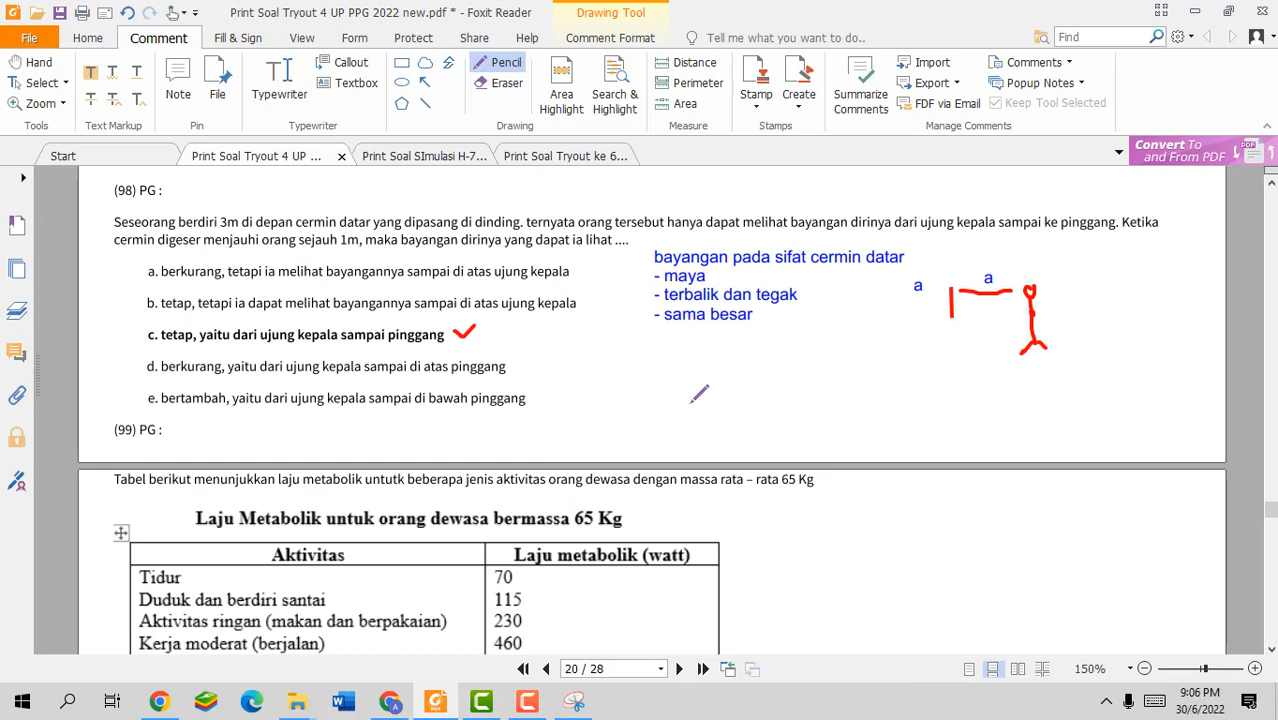 Print Soal Tryout 4 UP PPG 2022 new.pdf * - Foxit Reader
Drawing Tool
File
Home
Comment
Fill & Sign
View
Form
Protect
Share
Help
Comment Format
Tell me what you want to do...
Find
Hand
Select
Zoom
Tools
T T T
T T T
Text Markup
Note
File
Pin
Typewriter
Callout
Textbox
Typewriter
Pencil
Eraser
Drawing
Area Highlight
Search & Highlight
Distance
Perimeter
Area
Measure
Stamp
Create
Stamps
Summarize Comments
Import
Export
FDF via Email
Comments
Popup Notes
Keep Tool Selected
Manage Comments
Start
Print Soal Tryout 4 UP ...
Print Soal SImulasi H-7...
Print Soal Tryout ke 6...
Convert To
and From PDF
PDF
(98) PG :
Seseorang berdiri 3m di depan cermin datar yang dipasang di dinding. ternyata orang tersebut hanya dapat melihat bayangan dirinya dari ujung kepala sampai ke pinggang. Ketika
cermin digeser menjauhi orang sejauh 1m, maka bayangan dirinya yang dapat ia lihat ....
a. berkurang, tetapi ia melihat bayangannya sampai di atas ujung kepala
b. tetap, tetapi ia dapat melihat bayangannya sampai di atas ujung kepala
c. tetap, yaitu dari ujung kepala sampai pinggang
d. berkurang, yaitu dari ujung kepala sampai di atas pinggang
e. bertambah, yaitu dari ujung kepala sampai di bawah pinggang
bayangan pada sifat cermin datar
- maya
- terbalik dan tegak
- sama besar
a
a
(99) PG :
Tabel berikut menunjukkan laju metabolik untutk beberapa jenis aktivitas orang dewasa dengan massa rata – rata 65 Kg
Laju Metabolik untuk orang dewasa bermassa 65 Kg
Aktivitas Laju metabolik (watt)
Tidur 70
Duduk dan berdiri santai 115
Aktivitas ringan (makan dan berpakaian) 230
Kerja moderat (berjalan) 460
20 / 28
150%
9:06 PM
30/6/2022